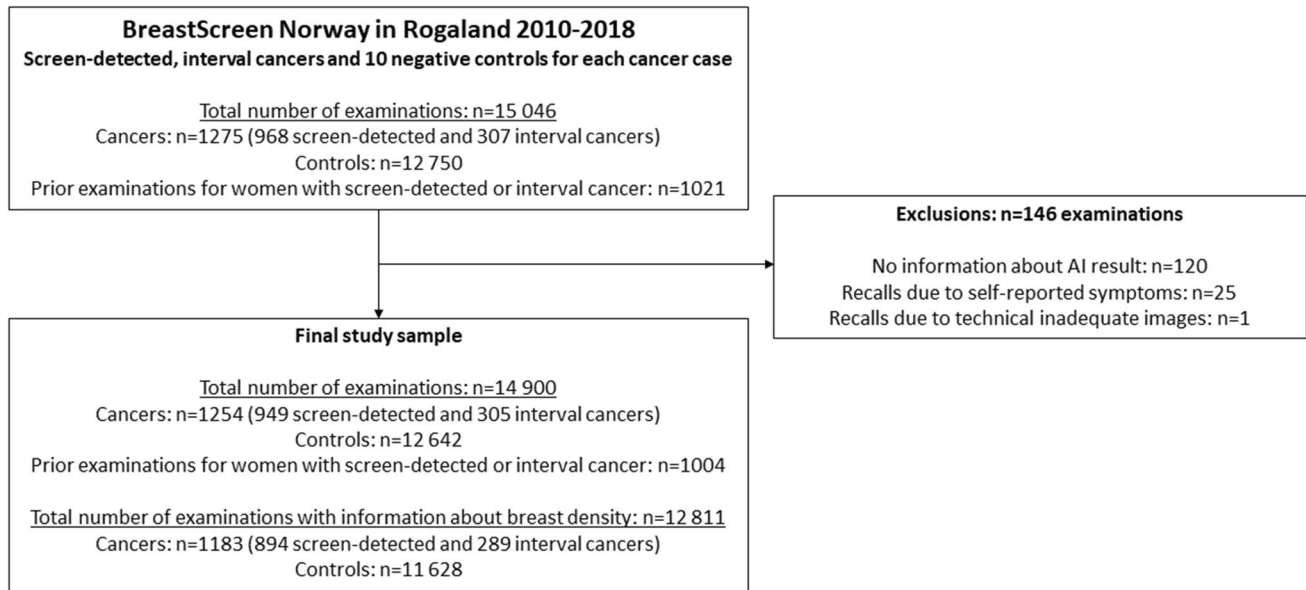 BreastScreen Norway in Rogaland 2010-2018
Screen-detected, interval cancers and 10 negative controls for each cancer case
Total number of examinations: n=15 046
Cancers: n=1275 (968 screen-detected and 307 interval cancers)
Controls: n=12 750
Prior examinations for women with screen-detected or interval cancer: n=1021
Exclusions: n=146 examinations
No information about AI result: n=120
Recalls due to self-reported symptoms: n=25
Recalls due to technical inadequate images: n=1
Final study sample
Total number of examinations: n=14 900
Cancers: n=1254 (949 screen-detected and 305 interval cancers)
Controls: n=12 642
Prior examinations for women with screen-detected or interval cancer: n=1004
Total number of examinations with information about breast density: n=12 811
Cancers: n=1183 (894 screen-detected and 289 interval cancers)
Controls: n=11 628